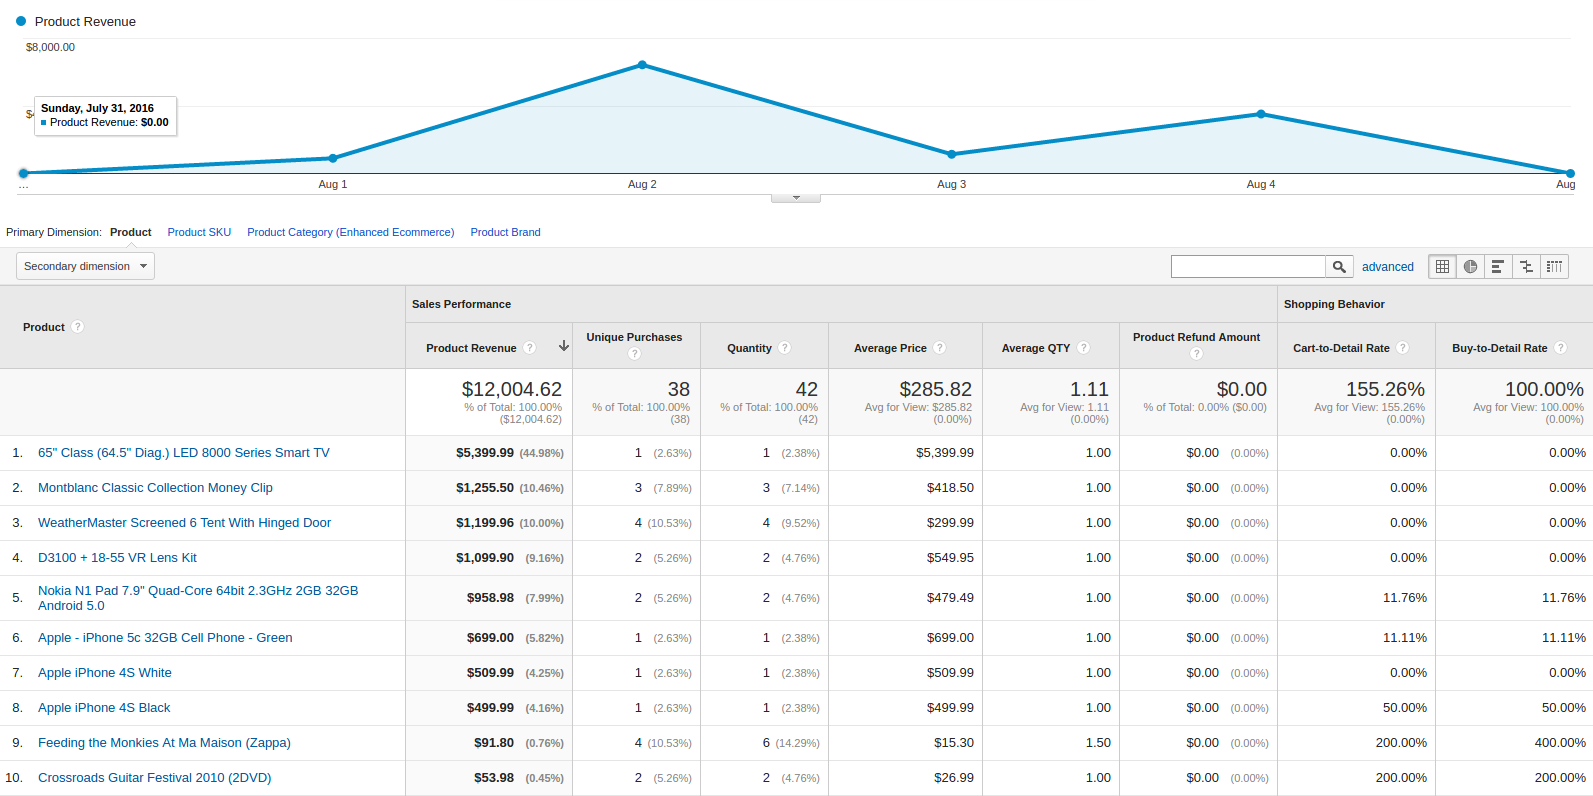 Product Revenue
$8,000.00
Sunday, July 31, 2016
Product Revenue: $0.00
... Aug 1 Aug 2 Aug 3 Aug 4 Aug
Primary Dimension: Product Product SKU Product Category (Enhanced Ecommerce) Product Brand
Secondary dimension advanced
Product ?
Sales Performance Shopping Behavior
Product Revenue ? Unique Purchases ? Quantity ? Average Price ? Average QTY ? Product Refund Amount ? Cart-to-Detail Rate ? Buy-to-Detail Rate ?
$12,004.62 38 42 $285.82 1.11 $0.00 155.26% 100.00%
% of Total: 100.00% % of Total: 100.00% % of Total: 100.00% Avg for View: $285.82 Avg for View: 1.11 % of Total: 0.00% ($0.00) Avg for View: 155.26% Avg for View: 100.00%
($12,004.62) (38) (42) (0.00%) (0.00%) (0.00%) (0.00%)
1. 65" Class (64.5" Diag.) LED 8000 Series Smart TV $5,399.99 (44.98%) 1 (2.63%) 1 (2.38%) $5,399.99 1.00 $0.00 (0.00%) 0.00% 0.00%
2. Montblanc Classic Collection Money Clip $1,255.50 (10.46%) 3 (7.89%) 3 (7.14%) $418.50 1.00 $0.00 (0.00%) 0.00% 0.00%
3. WeatherMaster Screened 6 Tent With Hinged Door $1,199.96 (10.00%) 4 (10.53%) 4 (9.52%) $299.99 1.00 $0.00 (0.00%) 0.00% 0.00%
4. D3100 + 18-55 VR Lens Kit $1,099.90 (9.16%) 2 (5.26%) 2 (4.76%) $549.95 1.00 $0.00 (0.00%) 0.00% 0.00%
5. Nokia N1 Pad 7.9" Quad-Core 64bit 2.3GHz 2GB 32GB
Android 5.0 $958.98 (7.99%) 2 (5.26%) 2 (4.76%) $479.49 1.00 $0.00 (0.00%) 11.76% 11.76%
6. Apple - iPhone 5c 32GB Cell Phone - Green $699.00 (5.82%) 1 (2.63%) 1 (2.38%) $699.00 1.00 $0.00 (0.00%) 11.11% 11.11%
7. Apple iPhone 4S White $509.99 (4.25%) 1 (2.63%) 1 (2.38%) $509.99 1.00 $0.00 (0.00%) 0.00% 0.00%
8. Apple iPhone 4S Black $499.99 (4.16%) 1 (2.63%) 1 (2.38%) $499.99 1.00 $0.00 (0.00%) 50.00% 50.00%
9. Feeding the Monkies At Ma Maison (Zappa) $91.80 (0.76%) 4 (10.53%) 6 (14.29%) $15.30 1.50 $0.00 (0.00%) 200.00% 400.00%
10. Crossroads Guitar Festival 2010 (2DVD) $53.98 (0.45%) 2 (5.26%) 2 (4.76%) $26.99 1.00 $0.00 (0.00%) 200.00% 200.00%